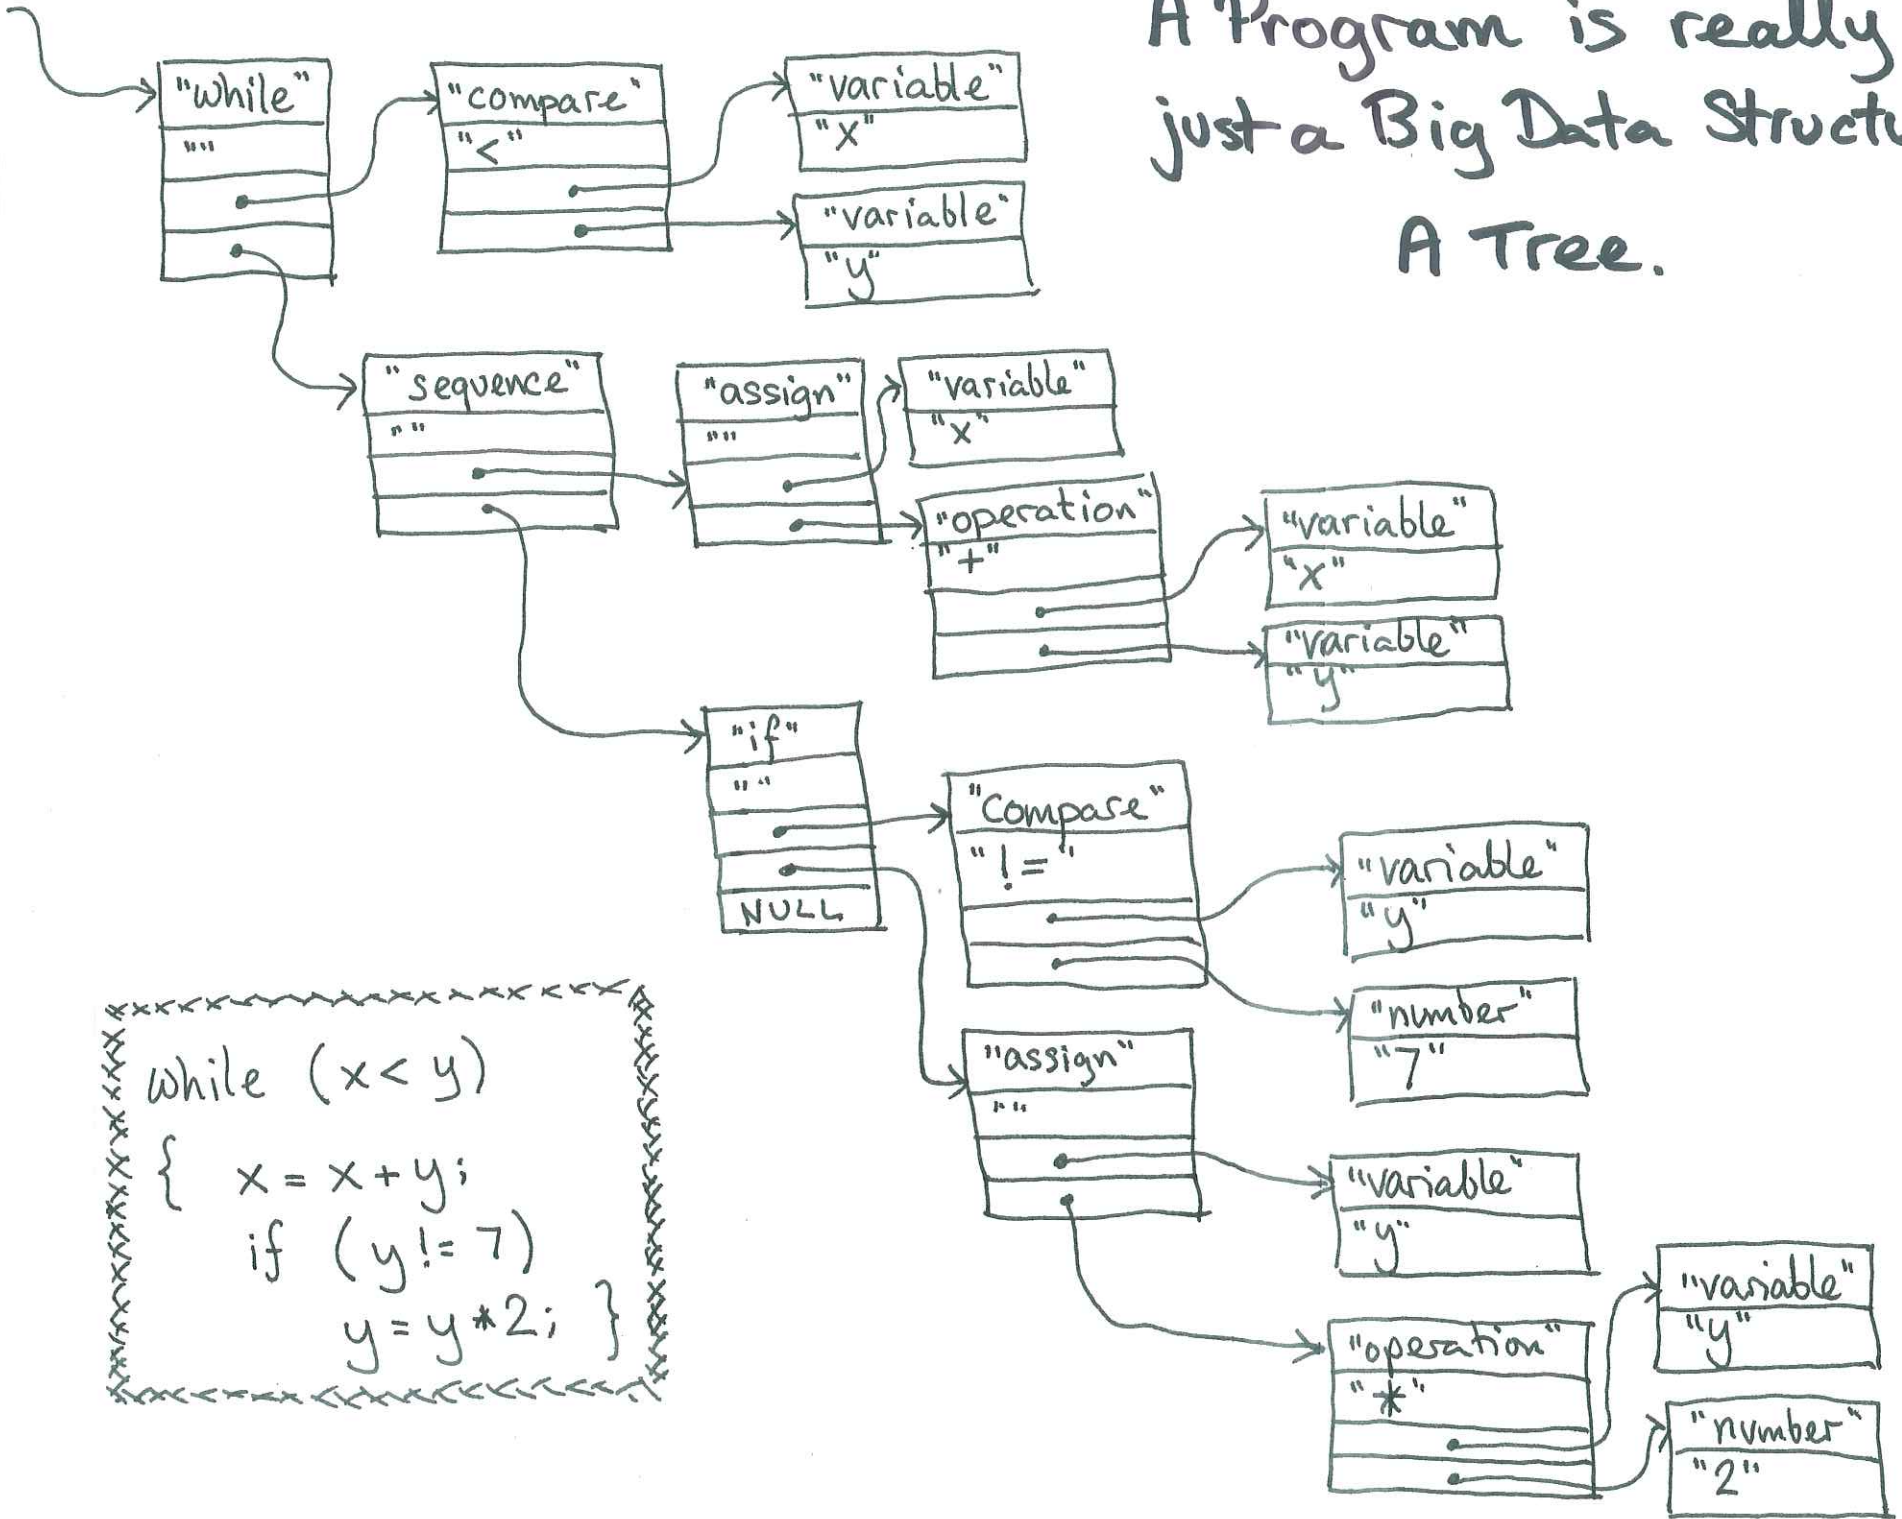 A Program is really
just a Big Data Structu
A Tree.
"while"
""
"compare"
"<"
"variable"
"x"
"variable"
"y"
"sequence"
""
"assign"
""
"variable"
"x"
"operation"
"+"
"variable"
"x"
"variable"
"y"
"if"
""
NULL
"Compare"
"!="
"variable"
"y"
"number"
"7"
"assign"
""
"variable"
"y"
"operation"
"*"
"variable"
"y"
"number"
"2"
while (x < y)
{ x = x + y;
if (y != 7)
y = y * 2; }